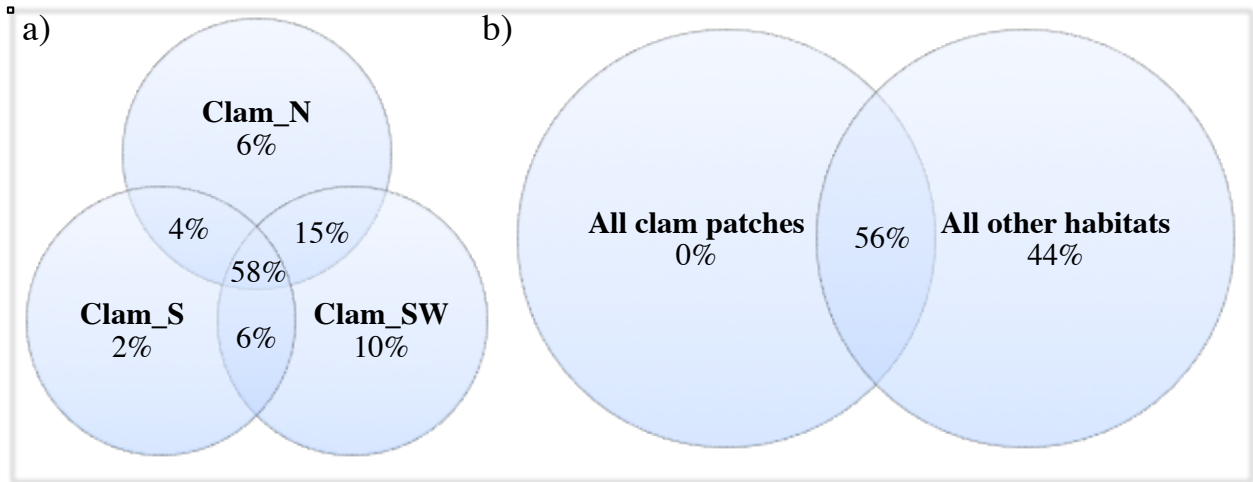 a)
Clam_N
6%
4%
15%
58%
Clam_S
2%
6%
Clam_SW
10%
b)
All clam patches
0%
56%
All other habitats
44%